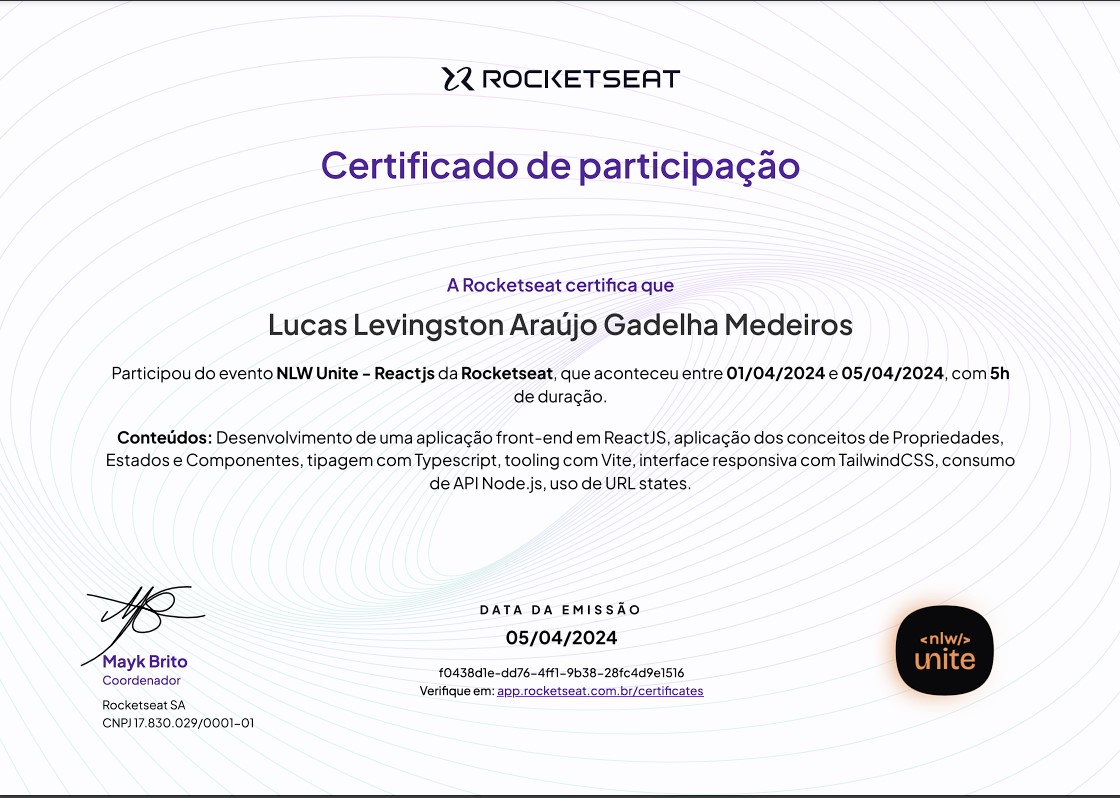 ROCKETSEAT
Certificado de participação
A Rocketseat certifica que
Lucas Levingston Araújo Gadelha Medeiros
Participou do evento NLW Unite - Reactjs da Rocketseat, que aconteceu entre 01/04/2024 e 05/04/2024, com 5h
de duração.
Conteúdos: Desenvolvimento de uma aplicação front-end em ReactJS, aplicação dos conceitos de Propriedades,
Estados e Componentes, tipagem com Typescript, tooling com Vite, interface responsiva com TailwindCSS, consumo
de API Node.js, uso de URL states.
Mayk Brito
Coordenador
Rocketseat SA
CNPJ 17.830.029/0001-01
DATA DA EMISSÃO
05/04/2024
f0438d1e-dd76-4ff1-9b38-28fc4d9e1516
Verifique em: app.rocketseat.com.br/certificates
<nlw/>
unite